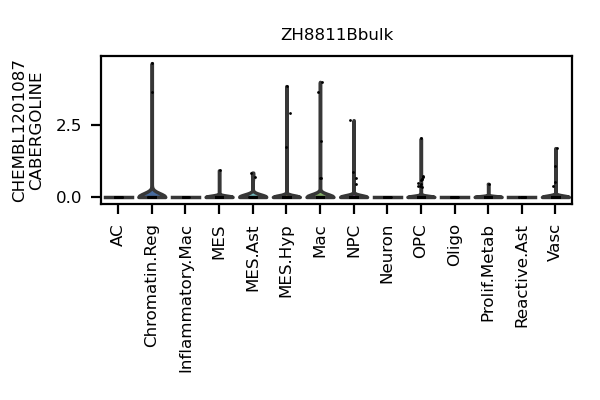 ZH8811Bbulk
CHEMBL1201087
CABERGOLINE
2.5
0.0
AC
Chromatin.Reg
Inflammatory.Mac
MES
MES.Ast
MES.Hyp
Mac
NPC
Neuron
OPC
Oligo
Prolif.Metab
Reactive.Ast
Vasc